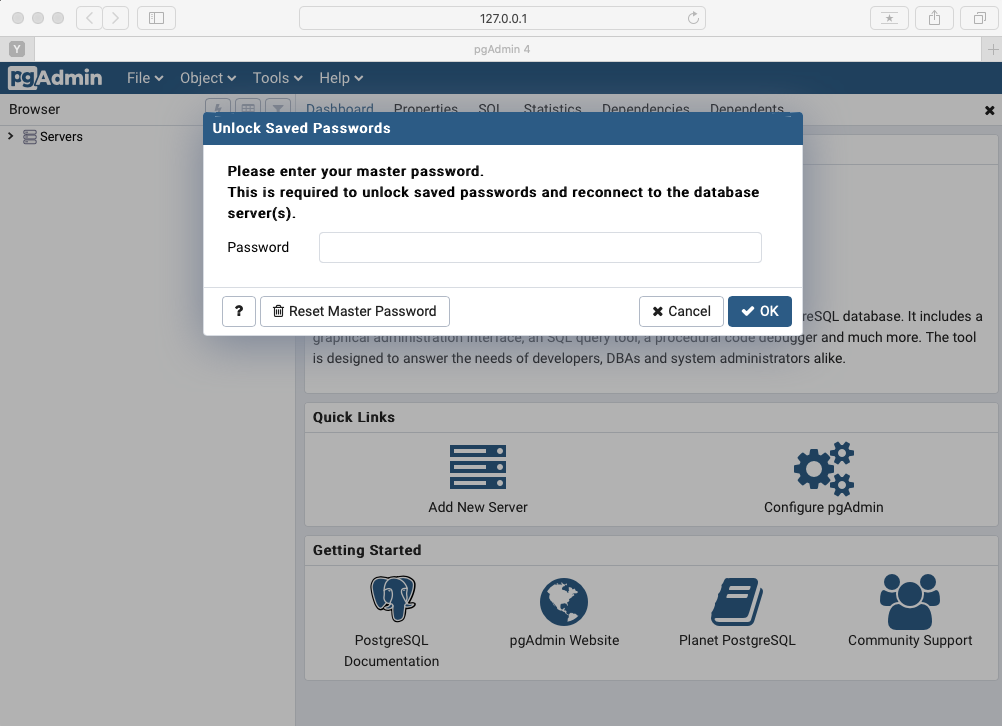 127.0.0.1
Y
pgAdmin 4
pgAdmin File Object Tools Help
Browser
Dashboard Properties SQL Statistics Dependencies Dependents
Servers
Unlock Saved Passwords
Please enter your master password.
This is required to unlock saved passwords and reconnect to the database
server(s).
Password
? Reset Master Password Cancel OK
reSQL database. It includes a
graphical administration interface, an SQL query tool, a procedural code debugger and much more. The tool
is designed to answer the needs of developers, DBAs and system administrators alike.
Quick Links
Add New Server
Configure pgAdmin
Getting Started
PostgreSQL
Documentation
pgAdmin Website
Planet PostgreSQL
Community Support